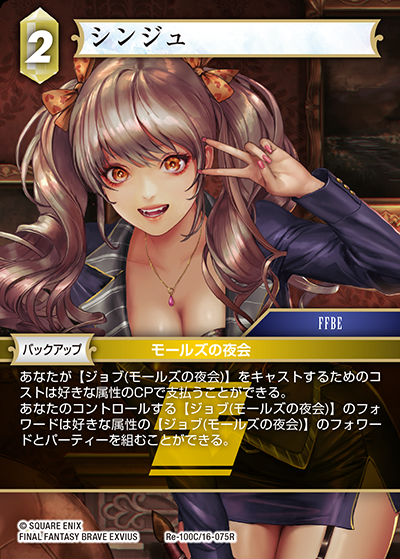 2
シンジュ
FFBE
バックアップ
モールズの夜会
あなたが【ジョブ(モールズの夜会)】をキャストするためのコ
ストは好きな属性のCPで支払うことができる。
あなたのコントロールする【ジョブ(モールズの夜会)】のフォ
ワードは好きな属性の【ジョブ(モールズの夜会)】のフォワー
ドとパーティーを組むことができる。
© SQUARE ENIX
FINAL FANTASY BRAVE EXVIUS
Re-100C/16-075R